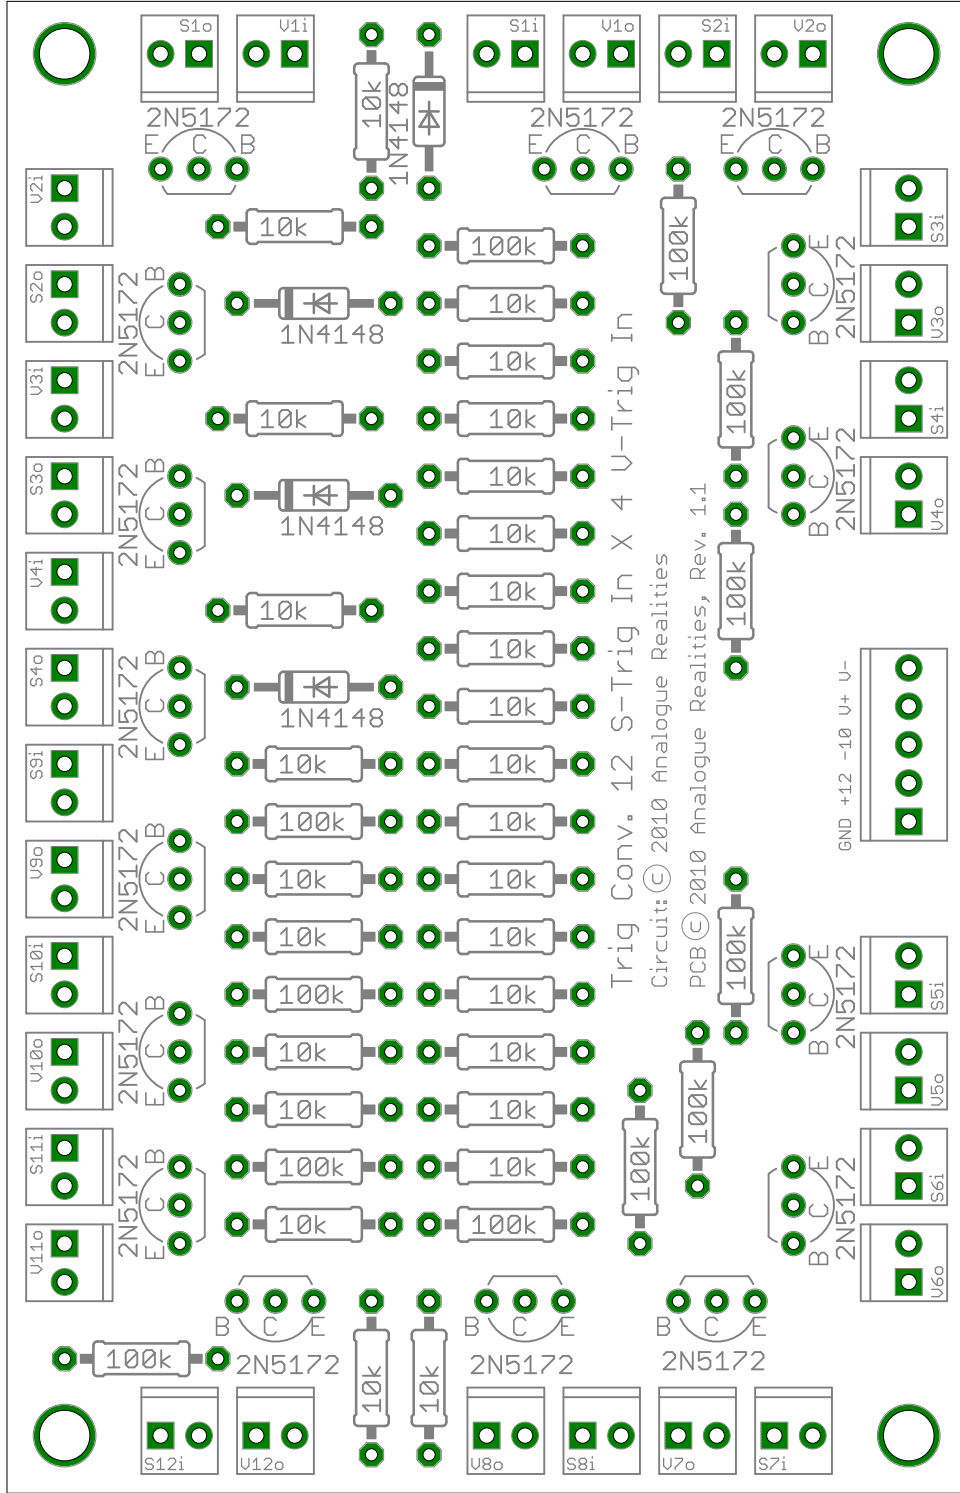 S1o
V1i
S1i
V1o
S2i
V2o
10k
1N4148
2N5172
E C B
2N5172
E C B
2N5172
E C B
V2i
10k
100k
100k
S3i
S2o
2N5172
B
C
E
1N4148
10k
E
C
B
2N5172
V3o
V3i
10k
10k
10k
100k
S4i
S3o
2N5172
B
C
E
1N4148
10k
10k
E
C
B
2N5172
V4o
V4i
10k
10k
100k
S4o
2N5172
B
C
E
1N4148
10k
10k
GND +12 -10 V+ V-
S9i
10k
10k
100k
10k
V9o
2N5172
B
C
E
10k
10k
Trig Conv. 12 S-Trig In X 4 V-Trig In
Circuit: © 2010 Analogue Realities
PCB © 2010 Analogue Realities, Rev. 1.1
S10i
10k
10k
100k
E
C
B
2N5172
S5i
100k
10k
V10o
2N5172
B
C
E
10k
10k
V5o
10k
10k
100k
100k
S11i
2N5172
B
C
E
100k
10k
E
C
B
2N5172
S6i
V11o
10k
100k
V6o
B C E
2N5172
B C E
2N5172
B C E
2N5172
100k
10k
10k
S12i
V12o
V8o
S8i
V7o
S7i